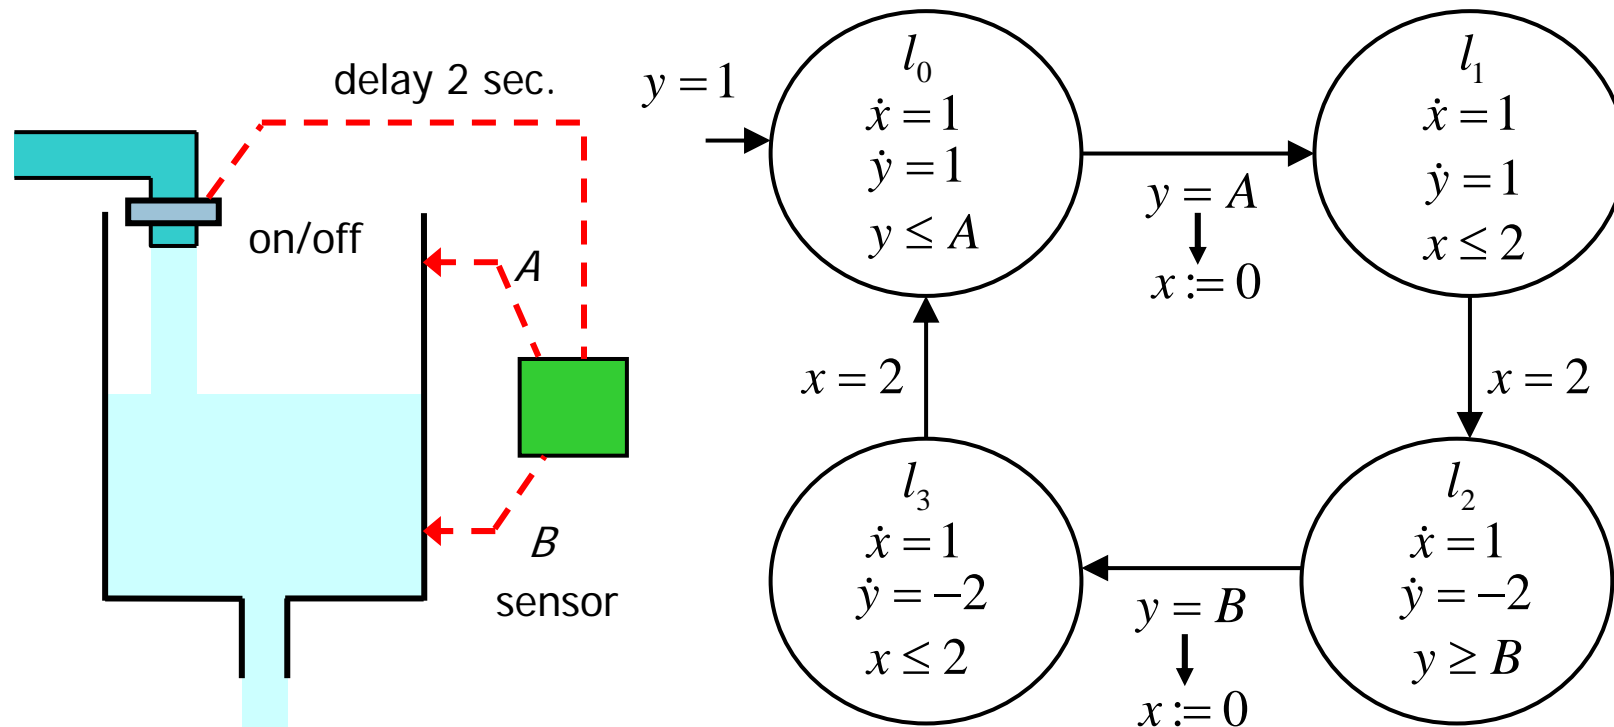 delay 2 sec.
on/off
A
B
sensor
y = 1
l₀
ẋ = 1
ẏ = 1
y ≤ A
y = A
x := 0
l₁
ẋ = 1
ẏ = 1
x ≤ 2
x = 2
x = 2
l₃
ẋ = 1
ẏ = −2
x ≤ 2
y = B
x := 0
l₂
ẋ = 1
ẏ = −2
y ≥ B